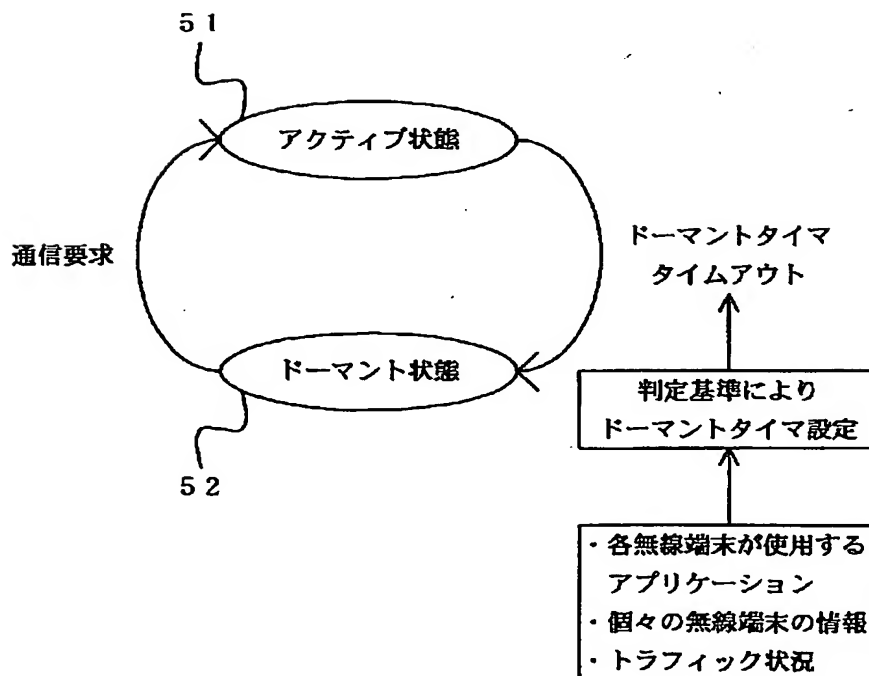 ５１
アクティブ状態
通信要求
ドーマントタイマ
タイムアウト
ドーマント状態
５２
判定基準により
ドーマントタイマ設定
・各無線端末が使用する
アプリケーション
・個々の無線端末の情報
・トラフィック状況